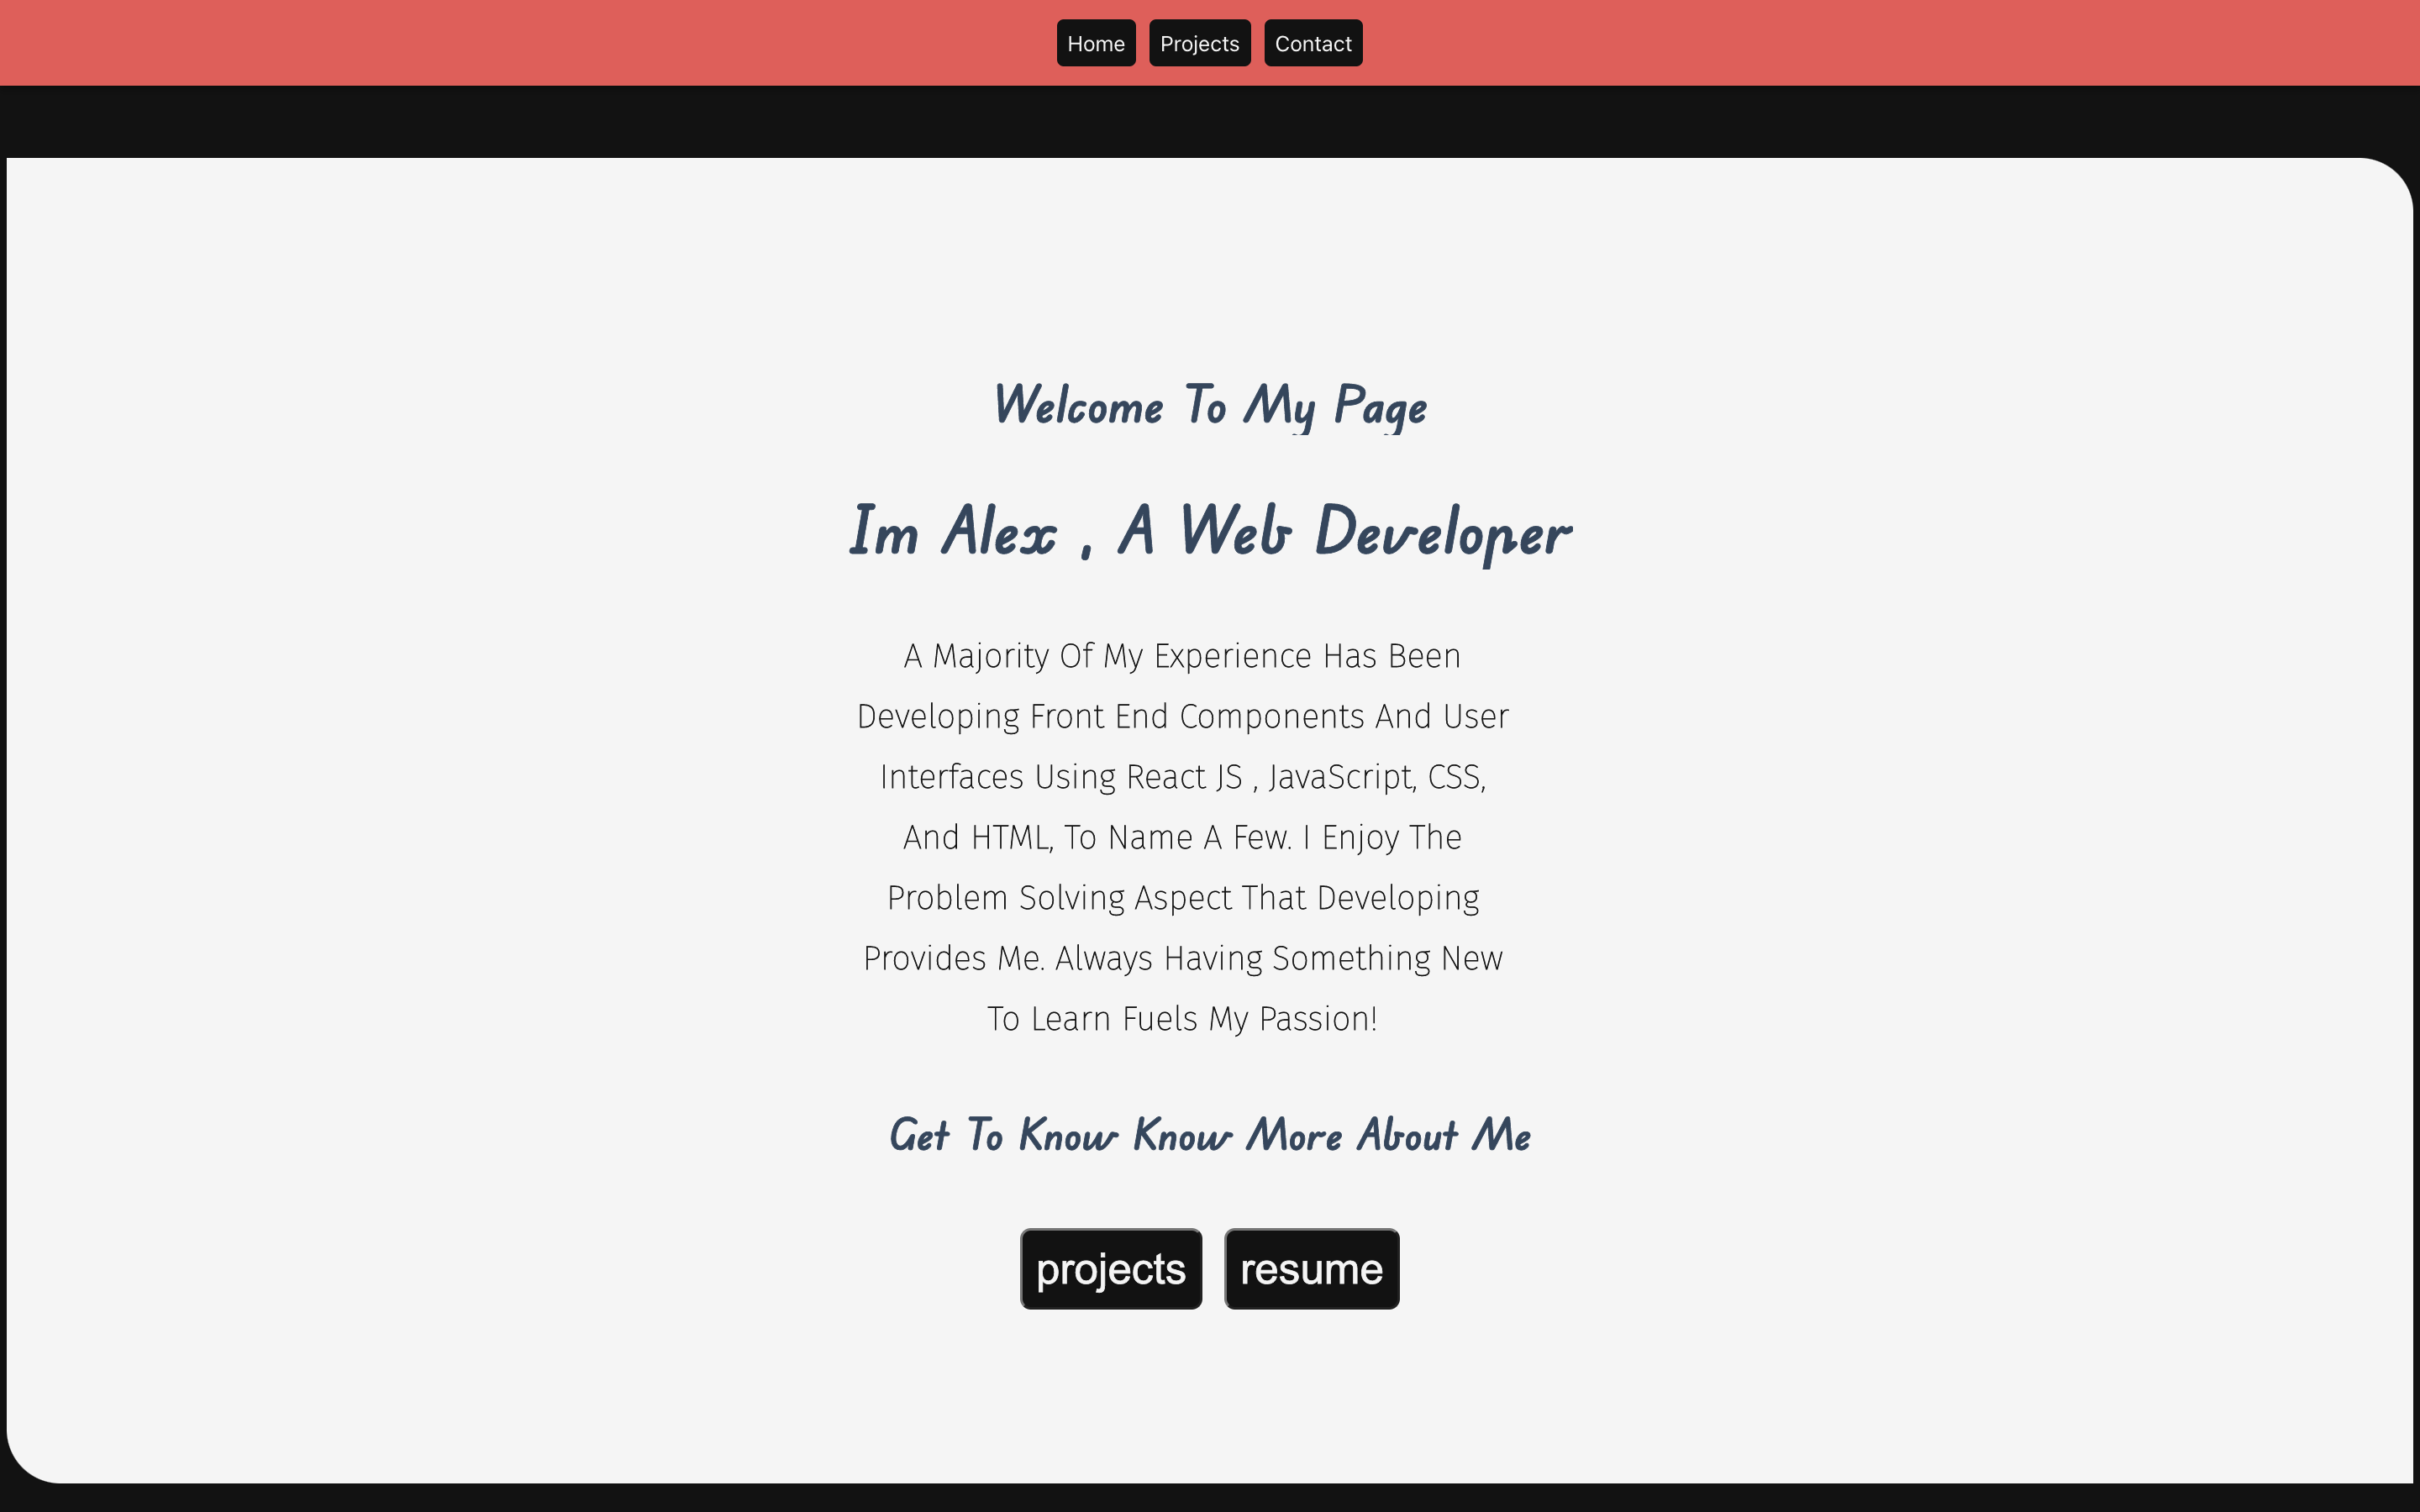 Home Projects Contact
Welcome To My Page
Im Alex , A Web Developer
A Majority Of My Experience Has Been
Developing Front End Components And User
Interfaces Using React JS , JavaScript, CSS,
And HTML, To Name A Few. I Enjoy The
Problem Solving Aspect That Developing
Provides Me. Always Having Something New
To Learn Fuels My Passion!
Get To Know Know More About Me
projects resume